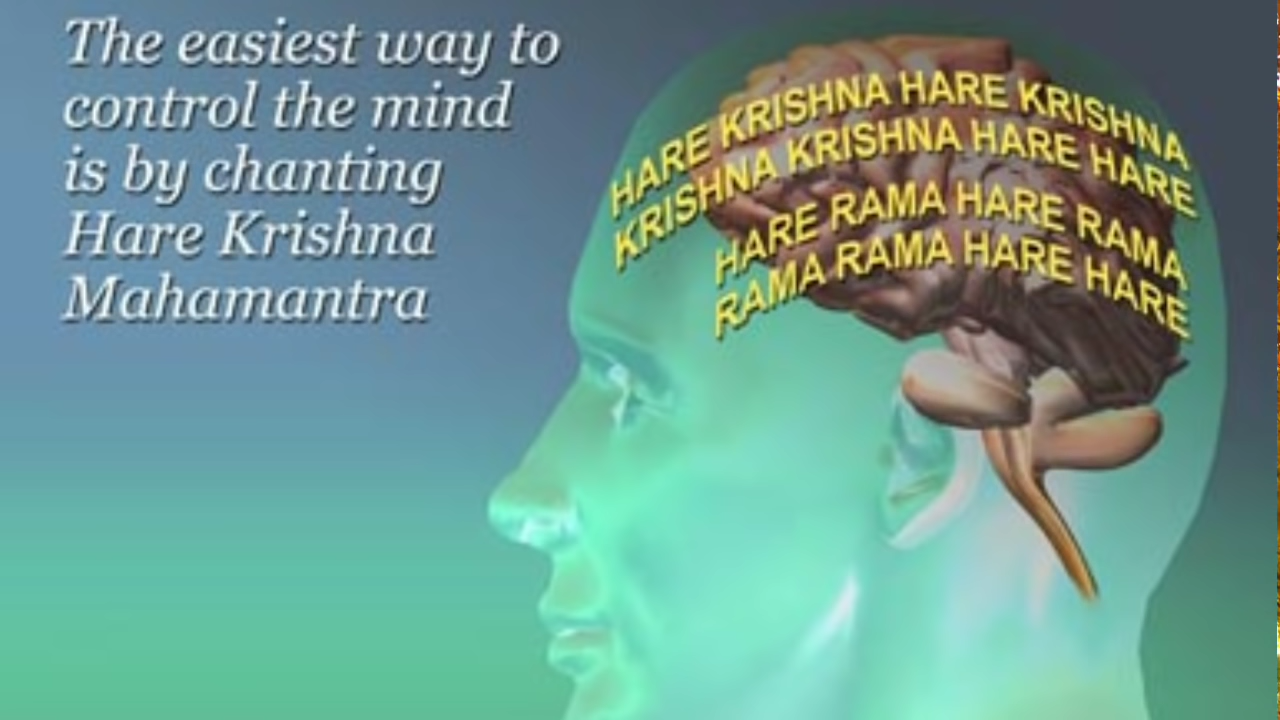 The easiest way to
control the mind
is by chanting
Hare Krishna
Mahamantra
HARE KRISHNA HARE KRISHNA
KRISHNA KRISHNA HARE HARE
HARE RAMA HARE RAMA
RAMA RAMA HARE HARE